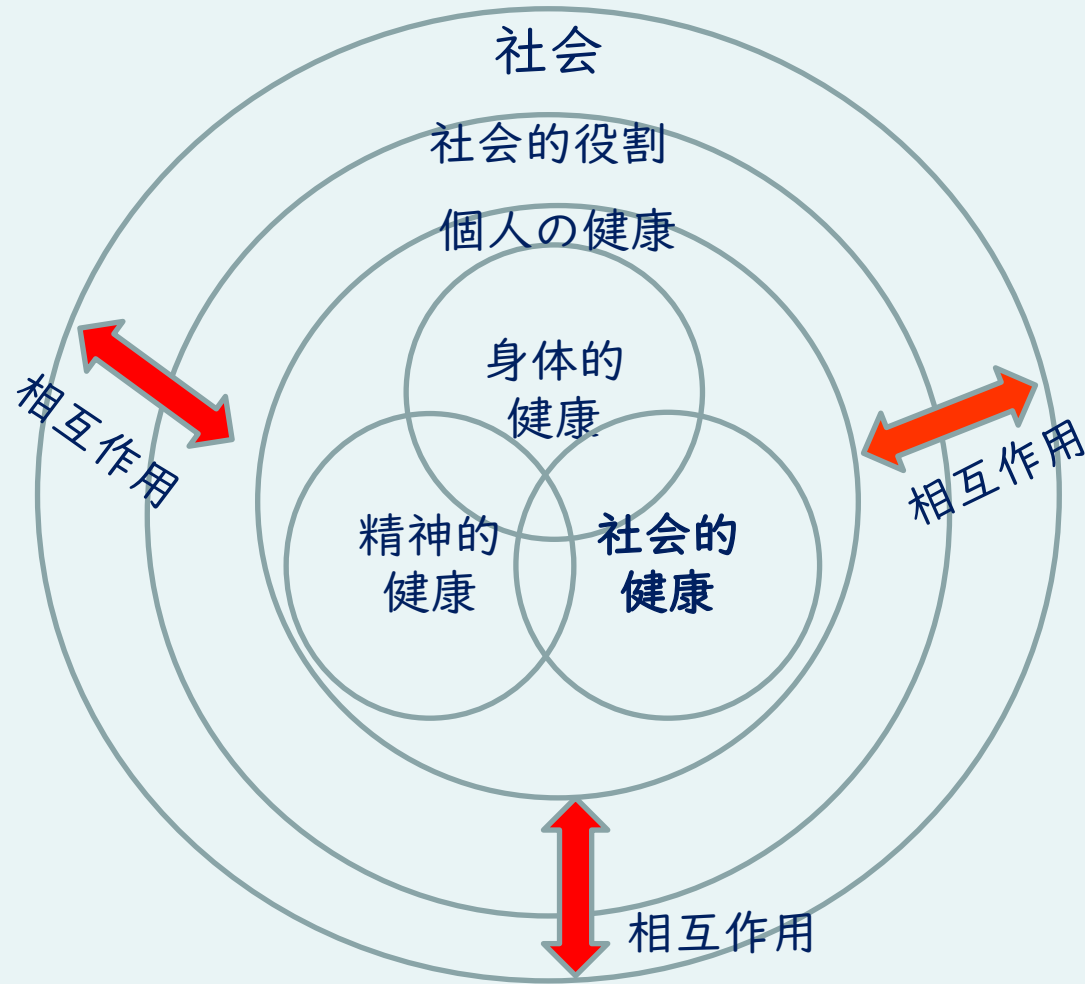 社会
社会的役割
個人の健康
身体的
健康
相互作用
相互作用
精神的
健康
社会的
健康
相互作用